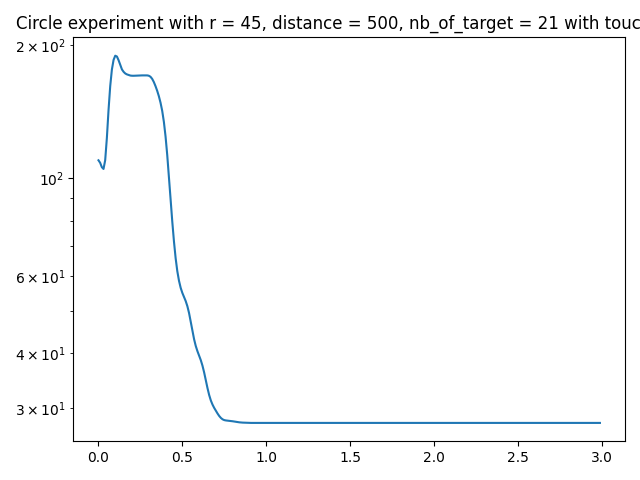 Circle experiment with r = 45, distance = 500, nb_of_target = 21 with touc
2 × 10²
10²
6 × 10¹
4 × 10¹
3 × 10¹
0.0 0.5 1.0 1.5 2.0 2.5 3.0